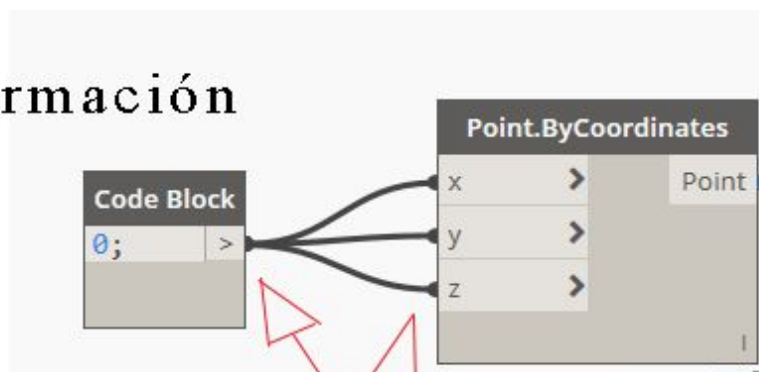 rmación
Point.ByCoordinates
Code Block
x
Point
0; >
y
z